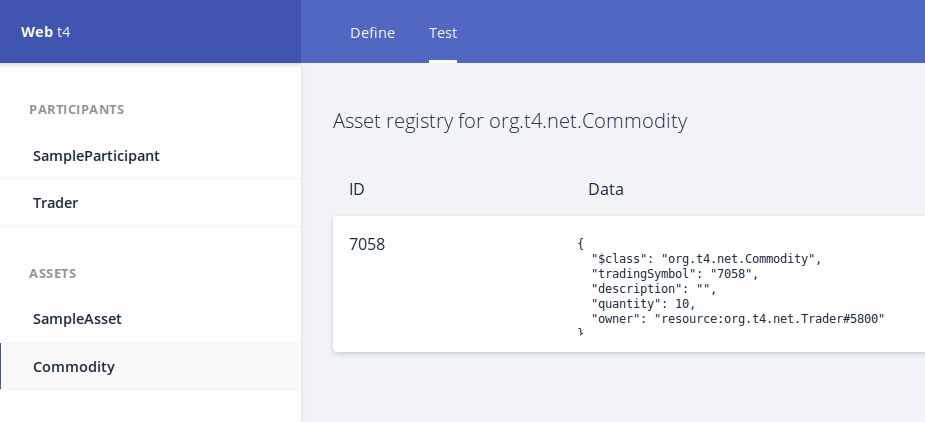 Web t4
Define
Test
PARTICIPANTS
SampleParticipant
Trader
ASSETS
SampleAsset
Commodity
Asset registry for org.t4.net.Commodity
ID
Data
7058
{
"$class": "org.t4.net.Commodity",
"tradingSymbol": "7058",
"description": "",
"quantity": 10,
"owner": "resource:org.t4.net.Trader#5800"
}